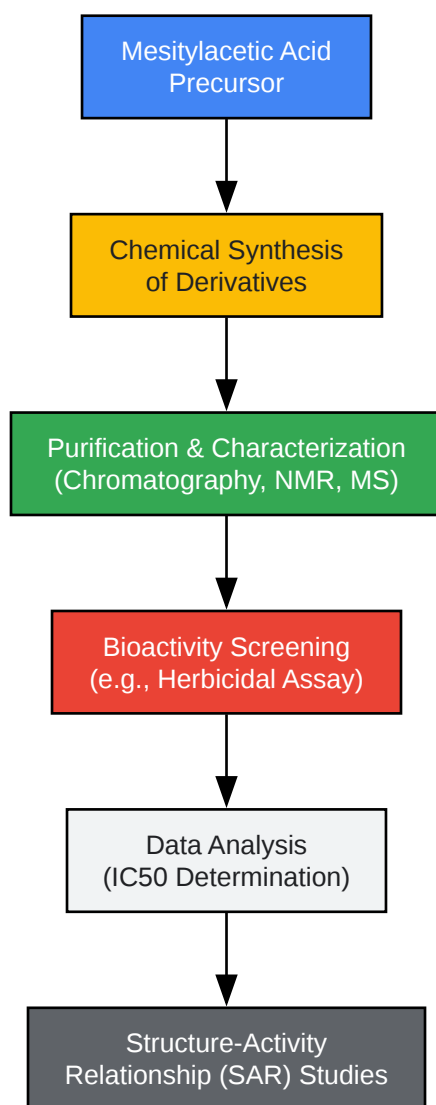 Mesitylacetic Acid
Precursor
Chemical Synthesis
of Derivatives
Purification & Characterization
(Chromatography, NMR, MS)
Bioactivity Screening
(e.g., Herbicidal Assay)
Data Analysis
(IC50 Determination)
Structure-Activity
Relationship (SAR) Studies